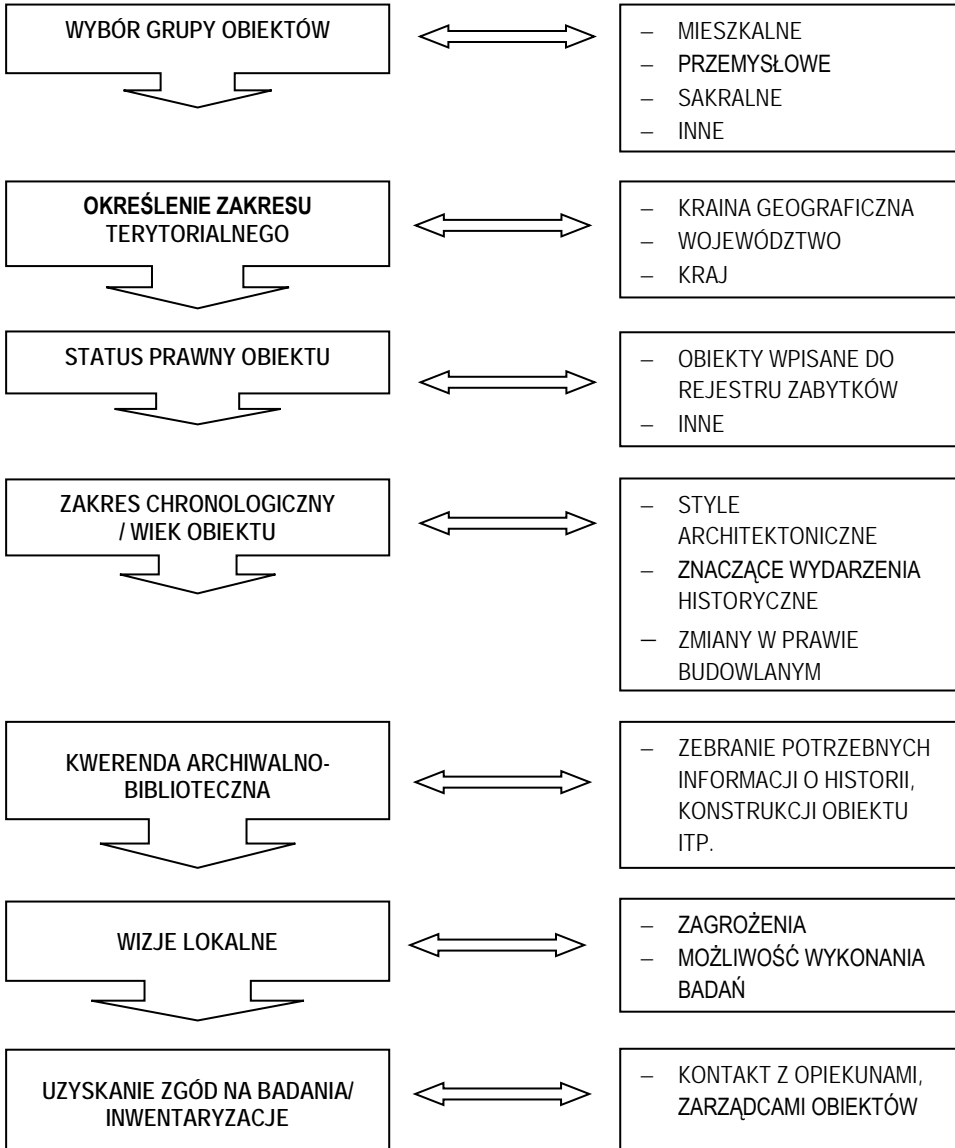 WYBÓR GRUPY OBIEKTÓW
– MIESZKALNE
– PRZEMYSŁOWE
– SAKRALNE
– INNE
OKREŚLENIE ZAKRESU
TERYTORIALNEGO
– KRAINA GEOGRAFICZNA
– WOJEWÓDZTWO
– KRAJ
STATUS PRAWNY OBIEKTU
– OBIEKTY WPISANE DO
REJESTRU ZABYTKÓW
– INNE
ZAKRES CHRONOLOGICZNY
/ WIEK OBIEKTU
– STYLE
ARCHITEKTONICZNE
– ZNACZĄCE WYDARZENIA
HISTORYCZNE
– ZMIANY W PRAWIE
BUDOWLANYM
KWERENDA ARCHIWALNO-
BIBLIOTECZNA
– ZEBRANIE POTRZEBNYCH
INFORMACJI O HISTORII,
KONSTRUKCJI OBIEKTU
ITP.
WIZJE LOKALNE
– ZAGROŻENIA
– MOŻLIWOŚĆ WYKONANIA
BADAŃ
UZYSKANIE ZGÓD NA BADANIA/
INWENTARYZACJE
– KONTAKT Z OPIEKUNAMI,
ZARZĄDCAMI OBIEKTÓW